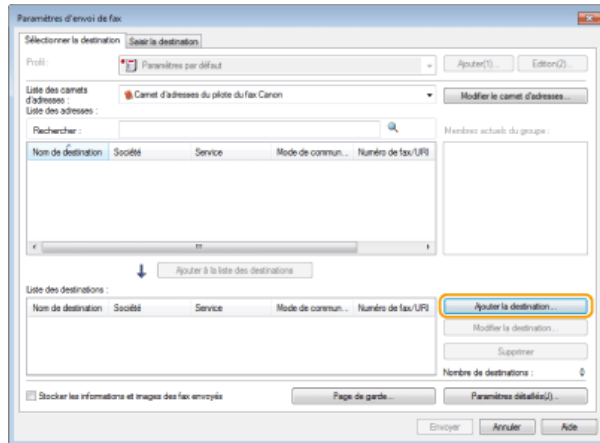 Paramètres d'envoi de fax
Sélectionner la destination Saisir la destination
Profil : Paramètres par défaut Ajouter(1)... Edition(2)...
Liste des carnets d'adresses : Carnet d'adresses du pilote du fax Canon Modifier le carnet d'adresses...
Liste des adresses :
Rechercher : Membres actuels du groupe :
Nom de destination Société Service Mode de commun... Numéro de fax/URI
Ajouter à la liste des destinations
Liste des destinations :
Nom de destination Société Service Mode de commun... Numéro de fax/URI Ajouter la destination...
Modifier la destination...
Supprimer
Nombre de destinations : 0
Stocker les informations et images des fax envoyés Page de garde... Paramètres détaillés(J)...
Envoyer Annuler Aide